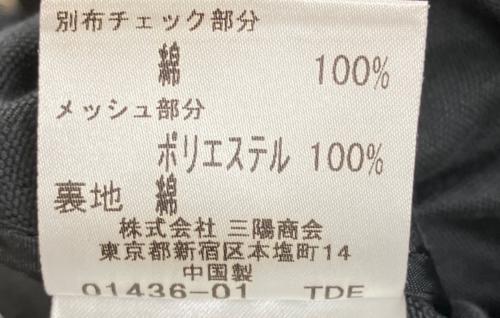 別布チェック部分
綿 100%
メッシュ部分
ポリエステル 100%
裏地 綿
株式会社 三陽商会
東京都新宿区本塩町14
中国製
01436-01 TDE